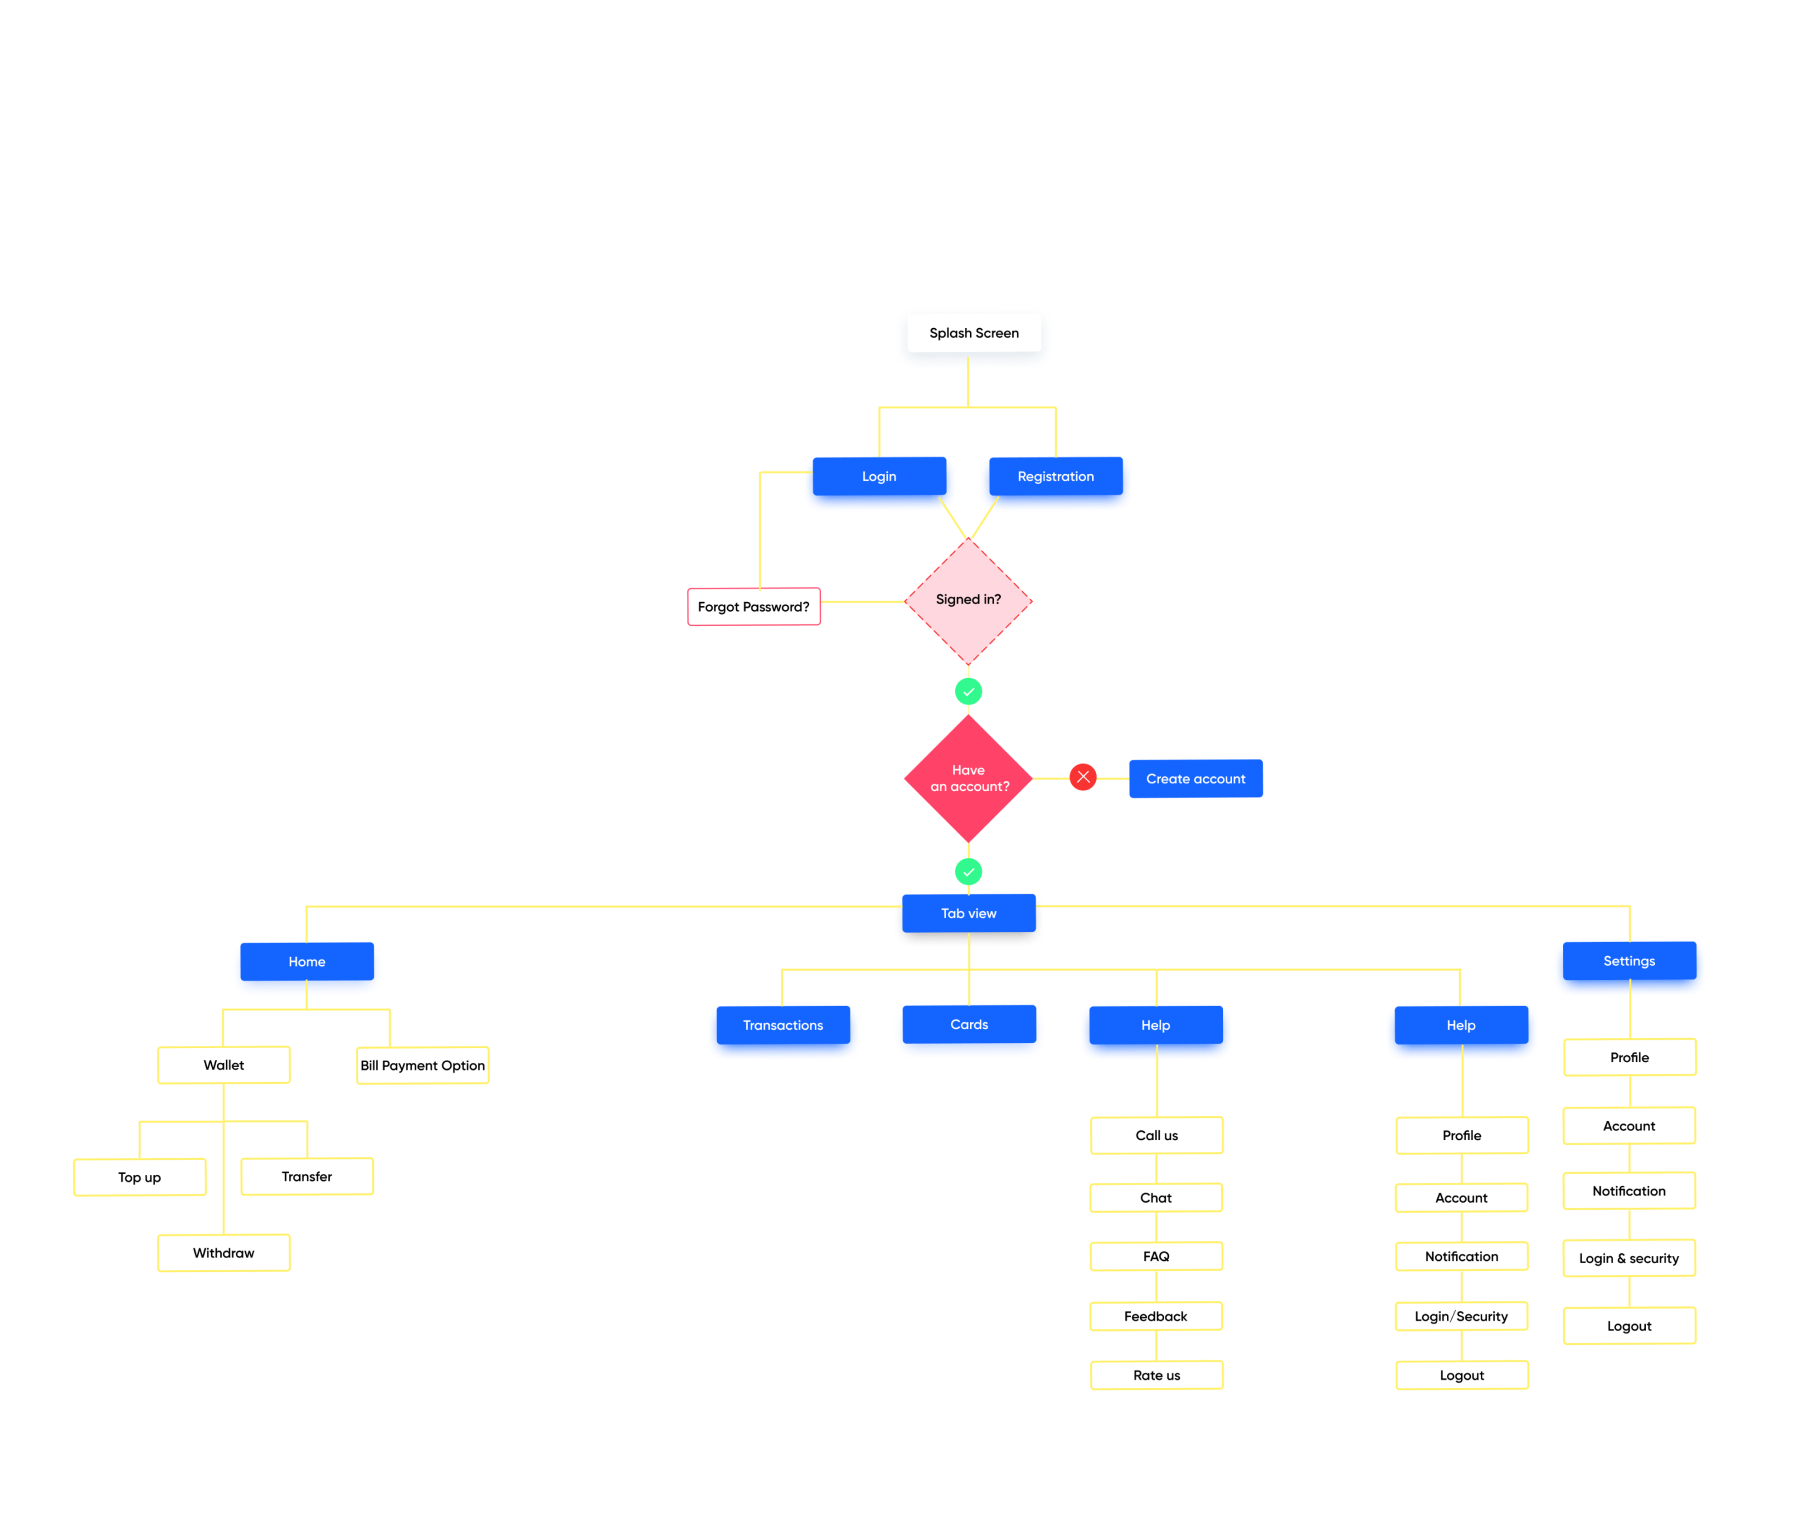 Splash Screen
Login
Registration
Signed in?
Forgot Password?
Have
an account?
Create account
Tab view
Home
Settings
Transactions
Cards
Help
Help
Wallet
Bill Payment Option
Top up
Transfer
Withdraw
Call us
Chat
FAQ
Feedback
Rate us
Profile
Account
Notification
Login/Security
Logout
Profile
Account
Notification
Login & security
Logout